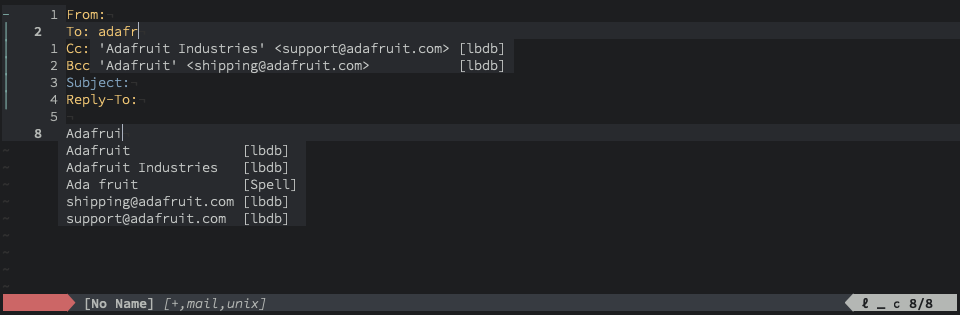 - 1 From: ¬
2 To: adafr
1 Cc: 'Adafruit Industries' <support@adafruit.com> [lbdb]
2 Bcc 'Adafruit' <shipping@adafruit.com> [lbdb]
3 Subject: ¬
4 Reply-To: ¬
5 ¬
8 Adafrui
~ Adafruit [lbdb]
~ Adafruit Industries [lbdb]
~ Ada fruit [Spell]
~ shipping@adafruit.com [lbdb]
~ support@adafruit.com [lbdb]
~
~
~
~
[No Name] [+,mail,unix] ℓ _ c 8/8